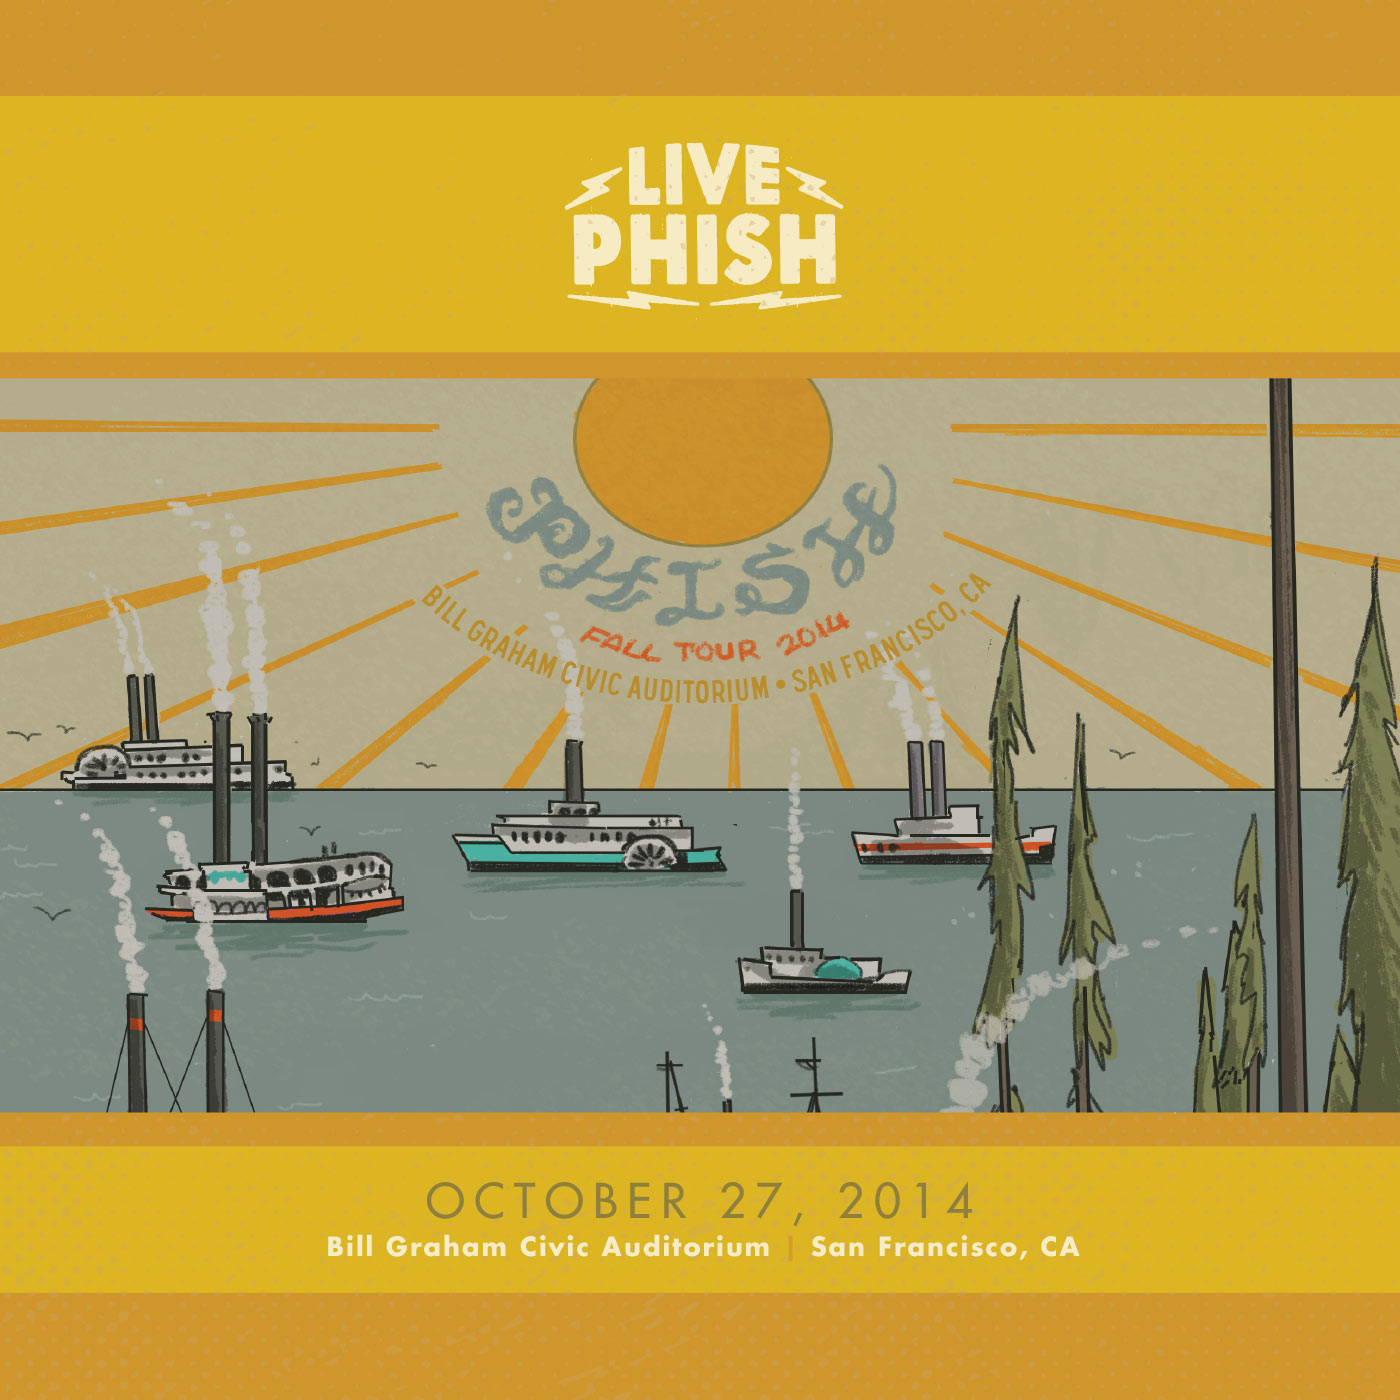 LIVE
PHISH
PHISH
FALL TOUR 2014
BILL GRAHAM CIVIC AUDITORIUM • SAN FRANCISCO, CA
OCTOBER 27, 2014
Bill Graham Civic Auditorium | San Francisco, CA